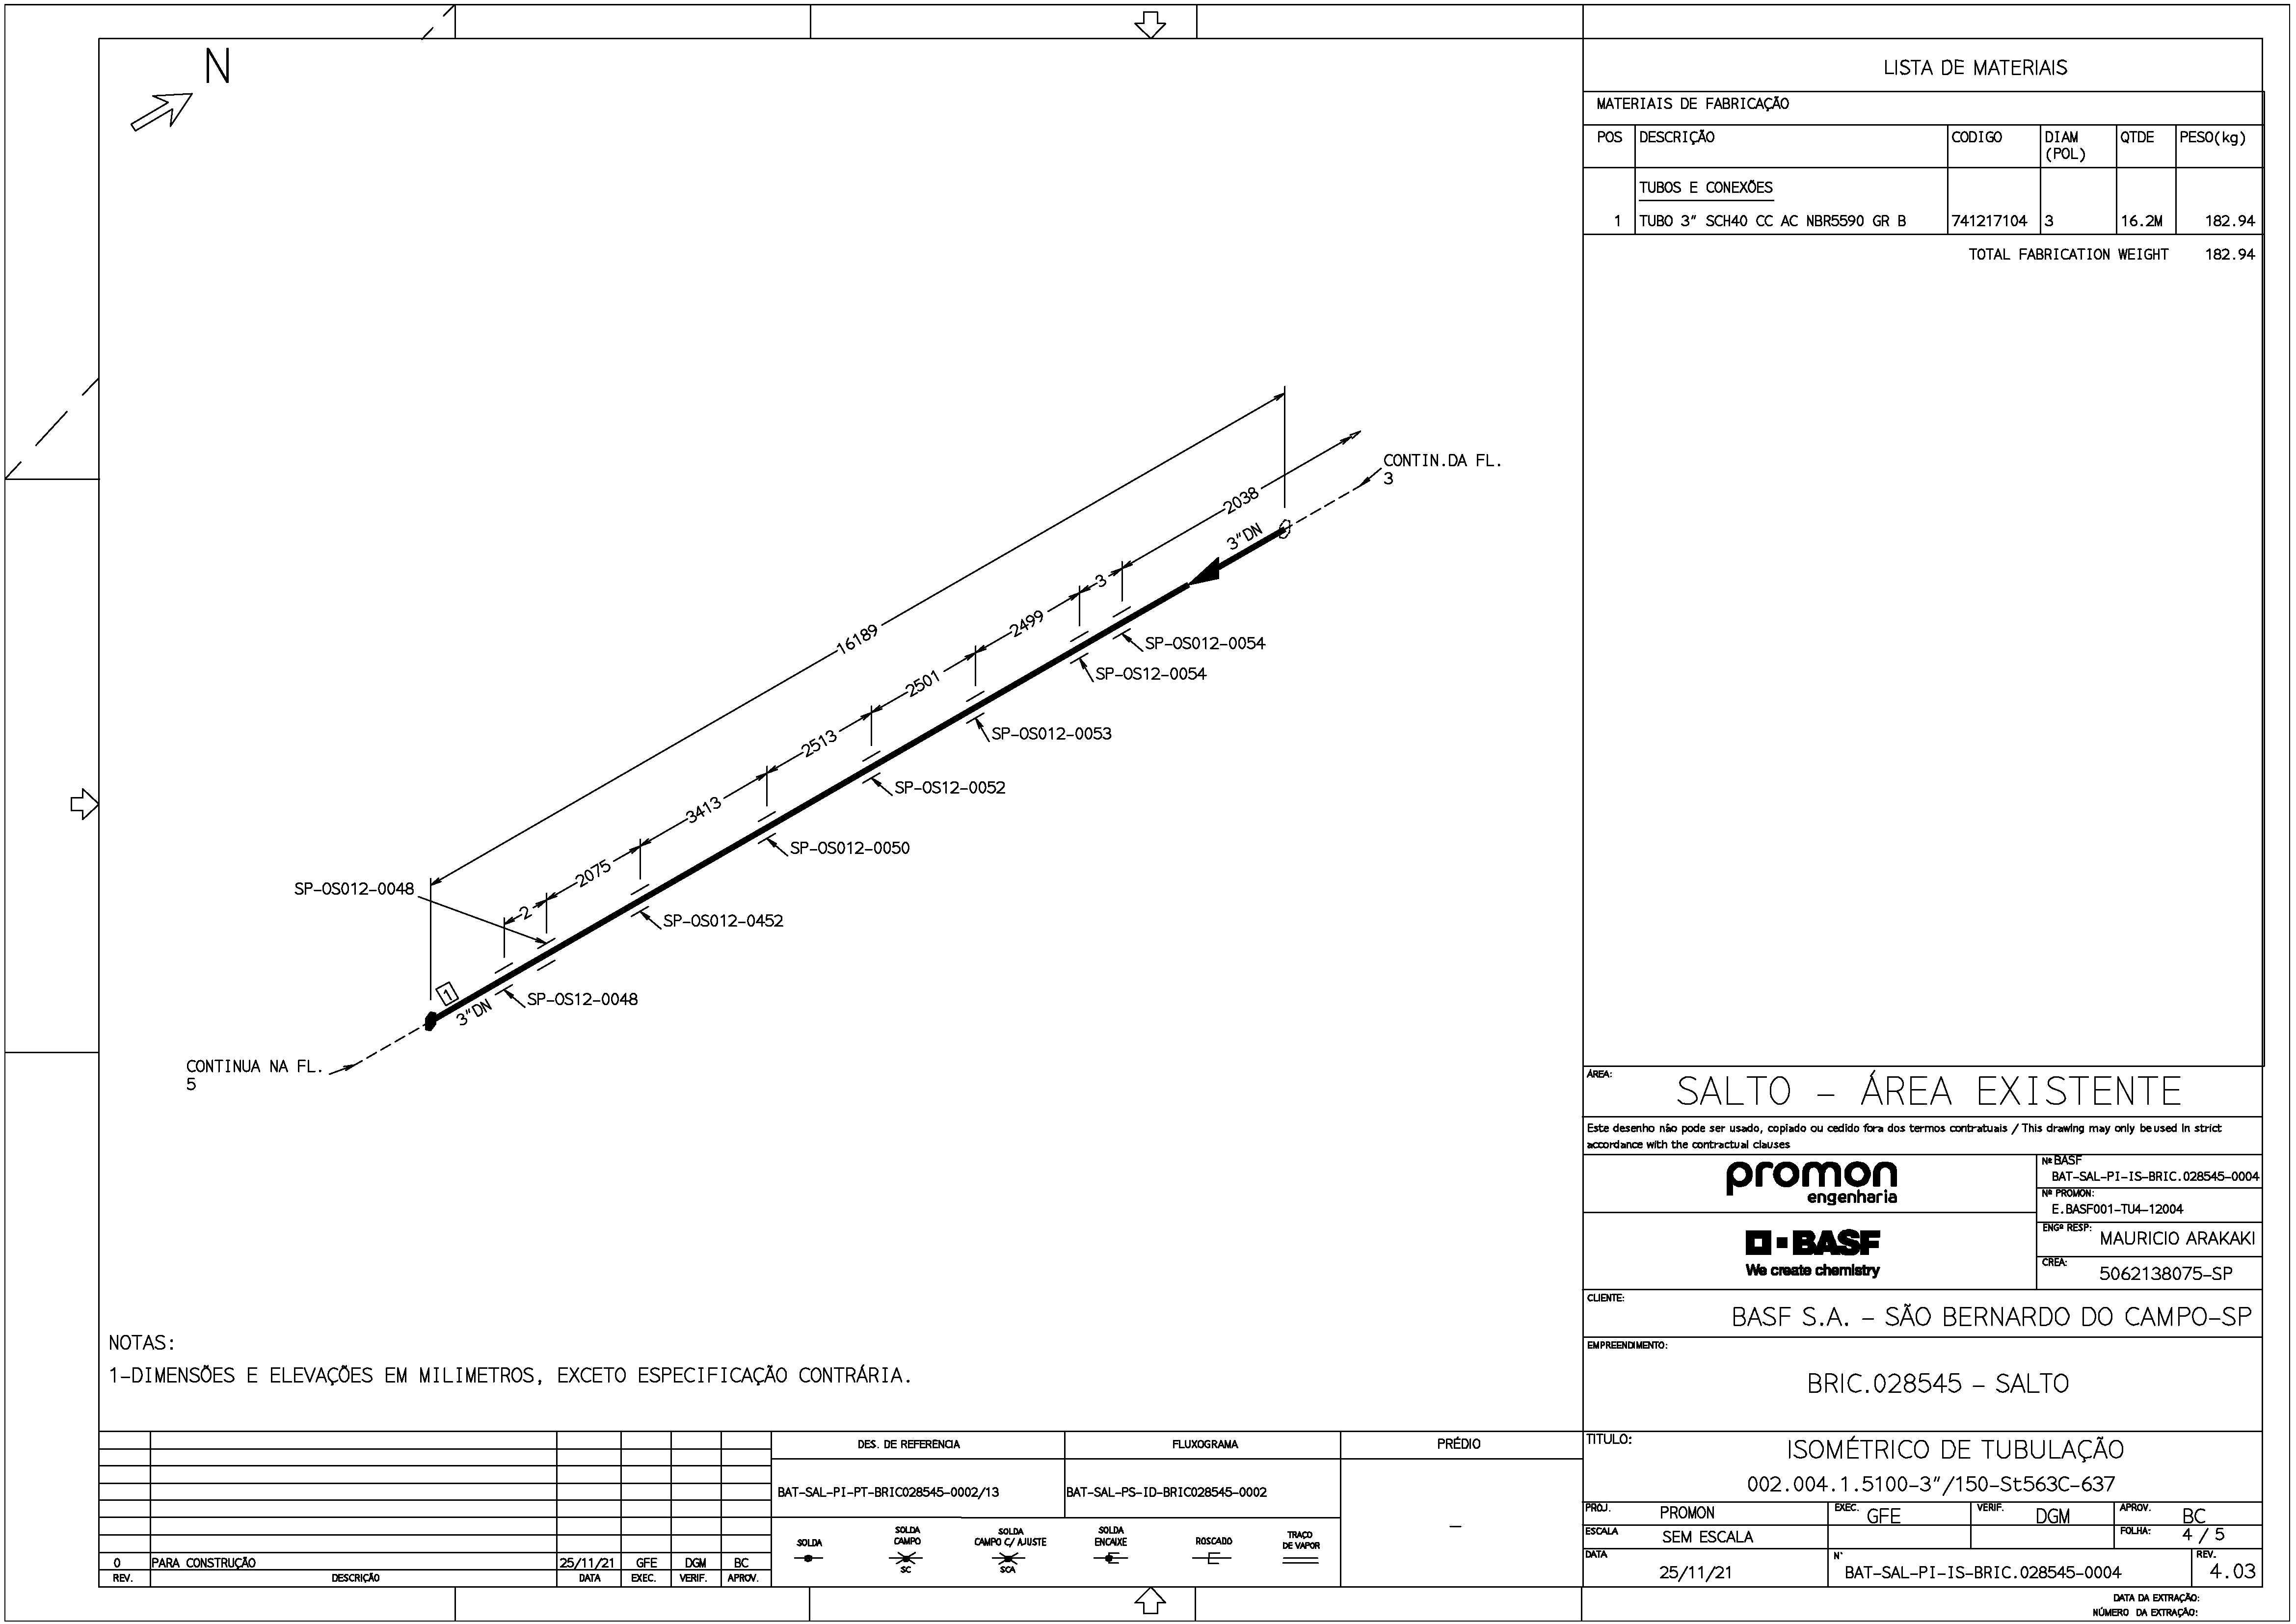 N
LISTA DE MATERIAIS
MATERIAIS DE FABRICAÇÃO
POS DESCRIÇÃO CODIGO DIAM (POL) QTDE PESO(kg)
TUBOS E CONEXÕES
1 TUBO 3" SCH40 CC AC NBR5590 GR B 741217104 3 16.2M 182.94
TOTAL FABRICATION WEIGHT 182.94
CONTIN.DA FL.
3
2038
3"DN
3
2499
16189
SP-OS012-0054
SP-OS12-0054
2501
SP-OS012-0053
2513
SP-OS12-0052
3413
SP-OS012-0050
2075
SP-OS012-0048
2
SP-OS012-0452
1
3"DN
SP-OS12-0048
CONTINUA NA FL.
5
NOTAS:
1-DIMENSÕES E ELEVAÇÕES EM MILIMETROS, EXCETO ESPECIFICAÇÃO CONTRÁRIA.
ÁREA:
SALTO - ÁREA EXISTENTE
Este desenho não pode ser usado, copiado ou cedido fora dos termos contratuais / This drawing may only be used in strict
accordance with the contractual clauses
promon
engenharia
Nº BASF
BAT-SAL-PI-IS-BRIC.028545-0004
Nº PROMON:
E.BASF001-TU4-12004
BASF
We create chemistry
ENGº RESP:
MAURICIO ARAKAKI
CREA:
5062138075-SP
CLIENTE:
BASF S.A. - SÃO BERNARDO DO CAMPO-SP
EMPREENDIMENTO:
BRIC.028545 - SALTO
TITULO:
ISOMÉTRICO DE TUBULAÇÃO
002.004.1.5100-3"/150-St563C-637
PROJ. PROMON EXEC. GFE VERIF. DGM APROV. BC
ESCALA SEM ESCALA FOLHA: 4 / 5
DATA 25/11/21 N° BAT-SAL-PI-IS-BRIC.028545-0004 REV. 4.03
DATA DA EXTRAÇÃO:
NÚMERO DA EXTRAÇÃO:
DES. DE REFERÊNCIA FLUXOGRAMA PRÉDIO
BAT-SAL-PI-PT-BRIC028545-0002/13 BAT-SAL-PS-ID-BRIC028545-0002 -
SOLDA
SOLDA CAMPO
SC
SOLDA CAMPO C/ AJUSTE
SCA
SOLDA ENCAIXE
ROSCADO
TRAÇO DE VAPOR
0 PARA CONSTRUÇÃO 25/11/21 GFE DGM BC
REV. DESCRIÇÃO DATA EXEC. VERIF. APROV.